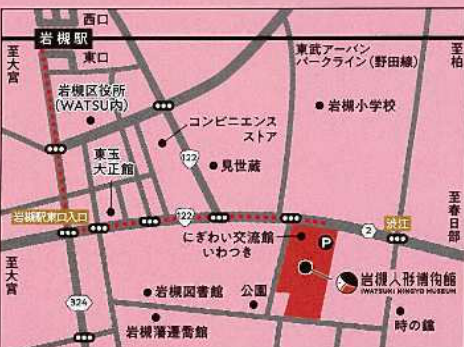 西口
岩槻駅
東口
至大宮
東武アーバン
パークライン(野田線)
至柏
岩槻区役所
(WATSU内)
コンビニエンス
ストア
岩槻小学校
東玉
大正館
122
見世蔵
岩槻駅東口入口
122
渋江
至春日部
にぎわい交流館
いわつき
P
2
至大宮
岩槻人形博物館
IWATSUKI NINGYO MUSEUM
324
岩槻図書館
公園
岩槻藩遷喬館
時の鐘